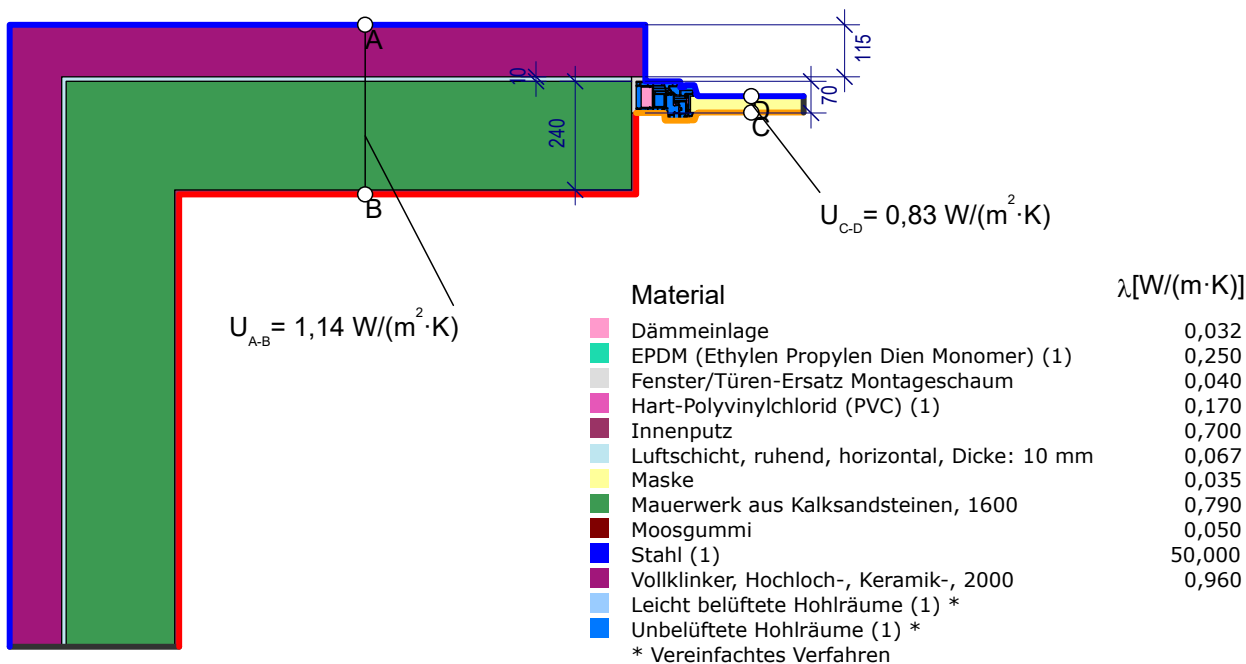 A
115
10
70
D
C
240
B
U_C-D = 0,83 W/(m²·K)
U_A-B = 1,14 W/(m²·K)
Material λ[W/(m·K)]
Dämmeinlage 0,032
EPDM (Ethylen Propylen Dien Monomer) (1) 0,250
Fenster/Türen-Ersatz Montageschaum 0,040
Hart-Polyvinylchlorid (PVC) (1) 0,170
Innenputz 0,700
Luftschicht, ruhend, horizontal, Dicke: 10 mm 0,067
Maske 0,035
Mauerwerk aus Kalksandsteinen, 1600 0,790
Moosgummi 0,050
Stahl (1) 50,000
Vollklinker, Hochloch-, Keramik-, 2000 0,960
Leicht belüftete Hohlräume (1) *
Unbelüftete Hohlräume (1) *
* Vereinfachtes Verfahren